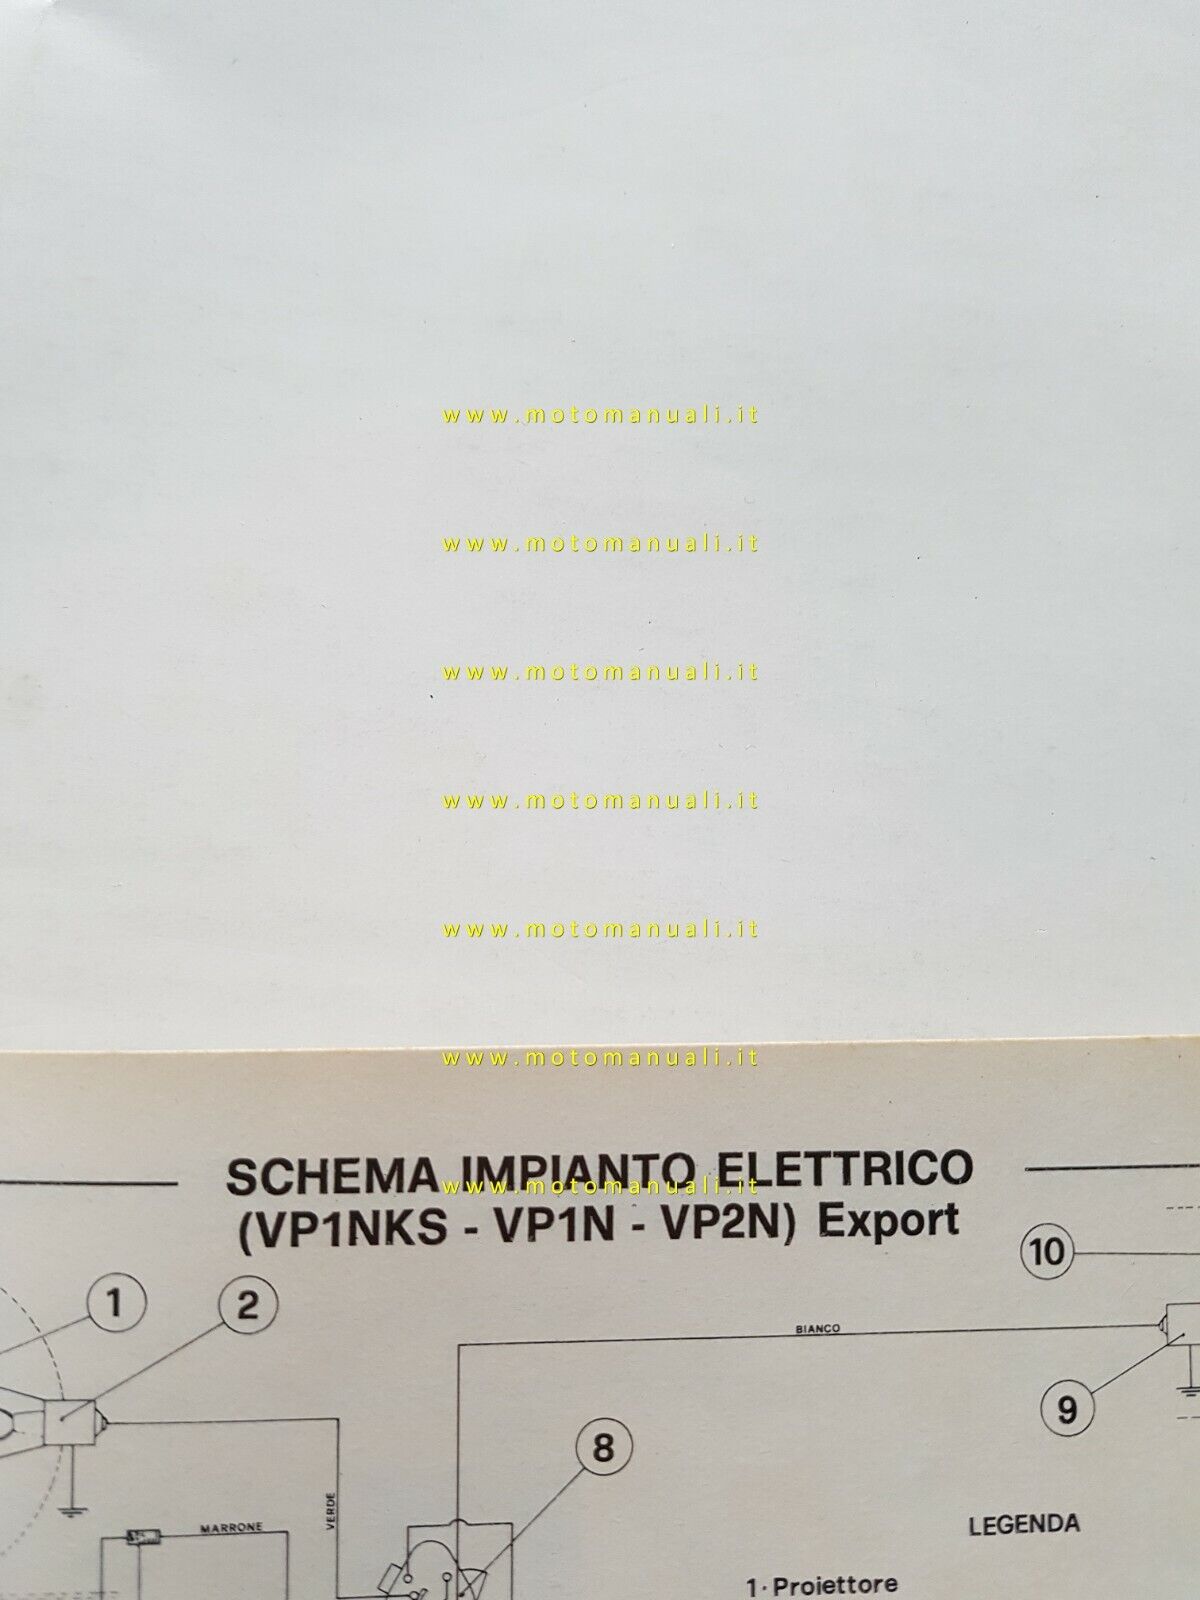 www.motomanuali.it
www.motomanuali.it
www.motomanuali.it
www.motomanuali.it
www.motomanuali.it
www.motomanuali.it
SCHEMA IMPIANTO ELETTRICO
www.motomanuali.it
(VP1NKS - VP1N - VP2N) Export
10
1
2
BIANCO
9
8
VERDE
MARRONE
LEGENDA
1 · Proiettore